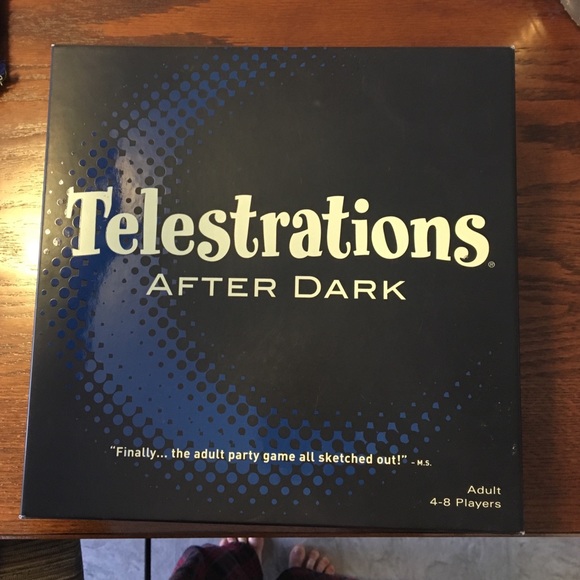 Telestrations®
AFTER DARK
"Finally... the adult party game all sketched out!" - M.S.
Adult
4-8 Players